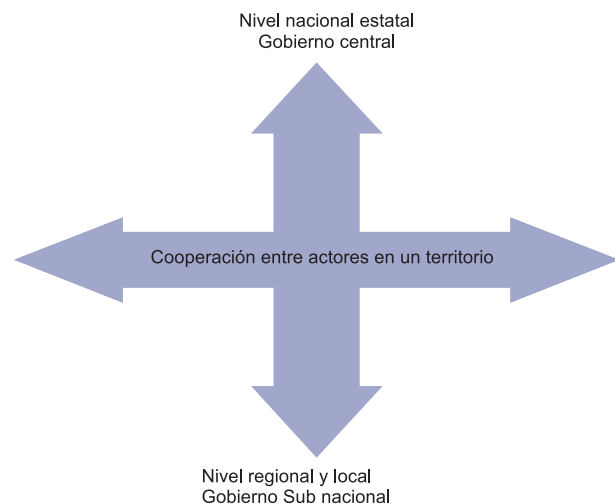 Nivel nacional estatal
Gobierno central
Cooperación entre actores en un territorio
Nivel regional y local
Gobierno Sub nacional